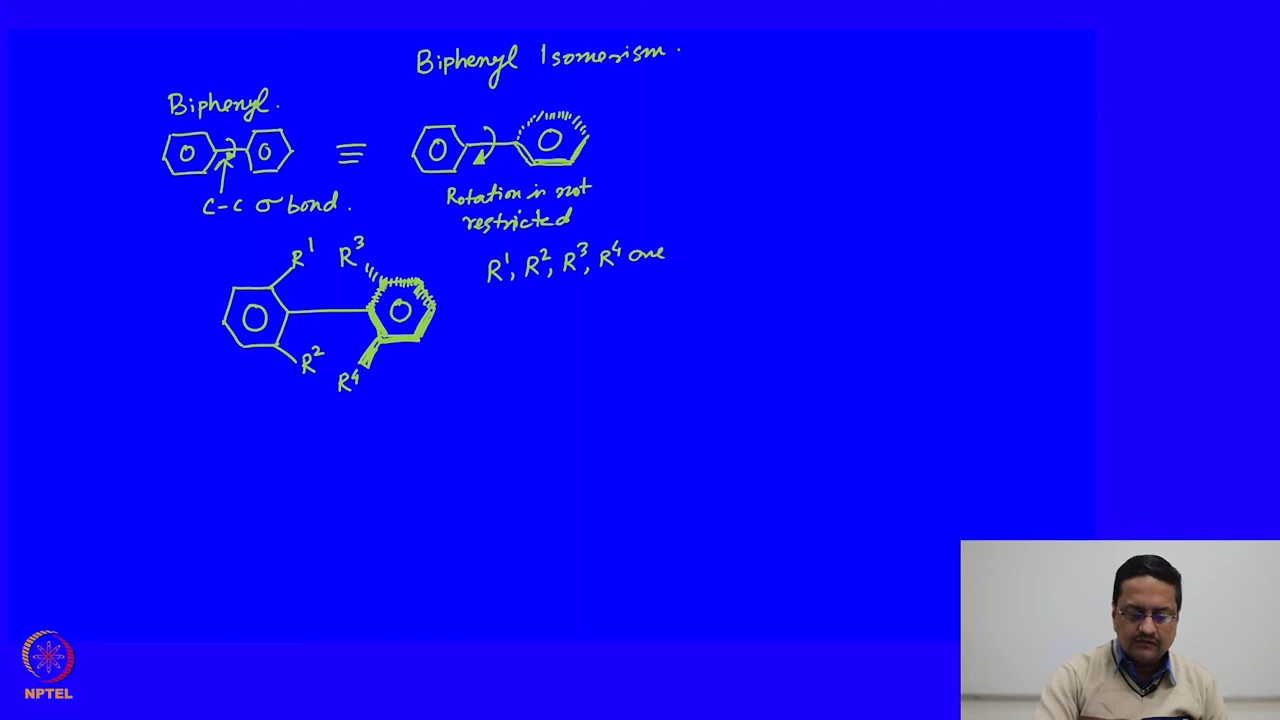 Biphenyl Isomerism.
Biphenyl.
≡
C-C σ bond.
Rotation is not
restricted
R¹, R², R³, R⁴ are
R¹
R³
R²
R⁴
NPTEL